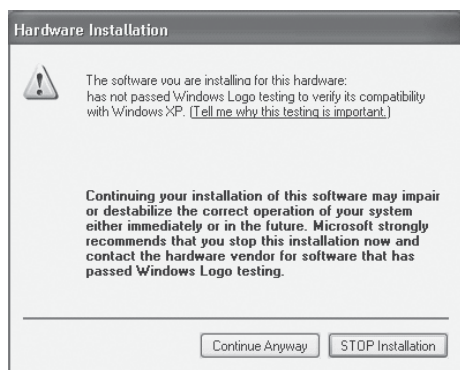 Hardware Installation
The software you are installing for this hardware:
has not passed Windows Logo testing to verify its compatibility
with Windows XP. (Tell me why this testing is important.)
Continuing your installation of this software may impair
or destabilize the correct operation of your system
either immediately or in the future. Microsoft strongly
recommends that you stop this installation now and
contact the hardware vendor for software that has
passed Windows Logo testing.
Continue Anyway
STOP Installation